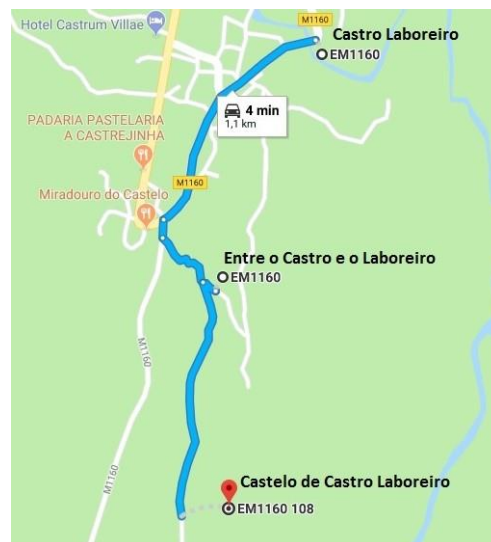 M1160
Hotel Castrum Villae
Castro Laboreiro
EM1160
4 min
1,1 km
PADARIA PASTELARIA
A CASTREJINHA
M1160
Miradouro do Castelo
Entre o Castro e o Laboreiro
EM1160
M1160
M1160
Castelo de Castro Laboreiro
EM1160 108